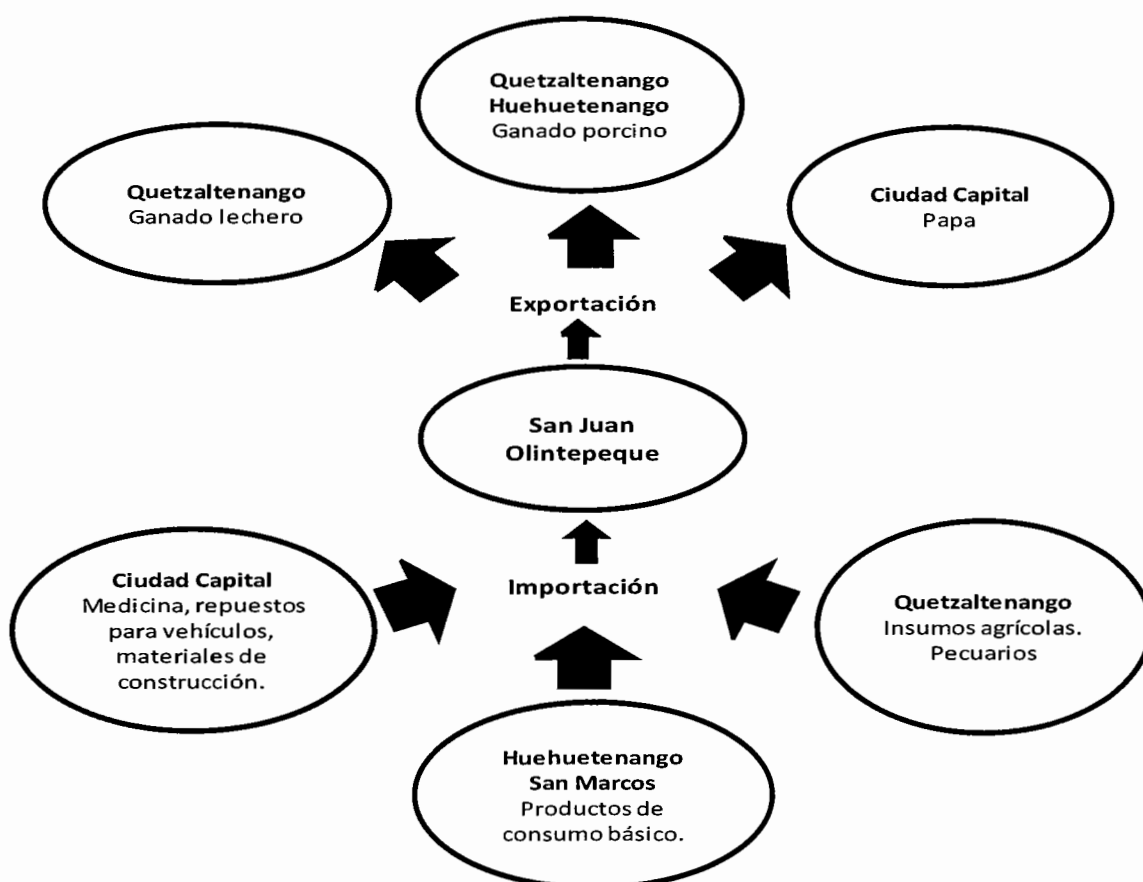 Quetzaltenango
Huehuetenango
Ganado porcino
Quetzaltenango
Ganado lechero
Ciudad Capital
Papa
Exportación
San Juan
Olintepeque
Importación
Ciudad Capital
Medicina, repuestos
para vehículos,
materiales de
construcción.
Quetzaltenango
Insumos agrícolas.
Pecuarios
Huehuetenango
San Marcos
Productos de
consumo básico.